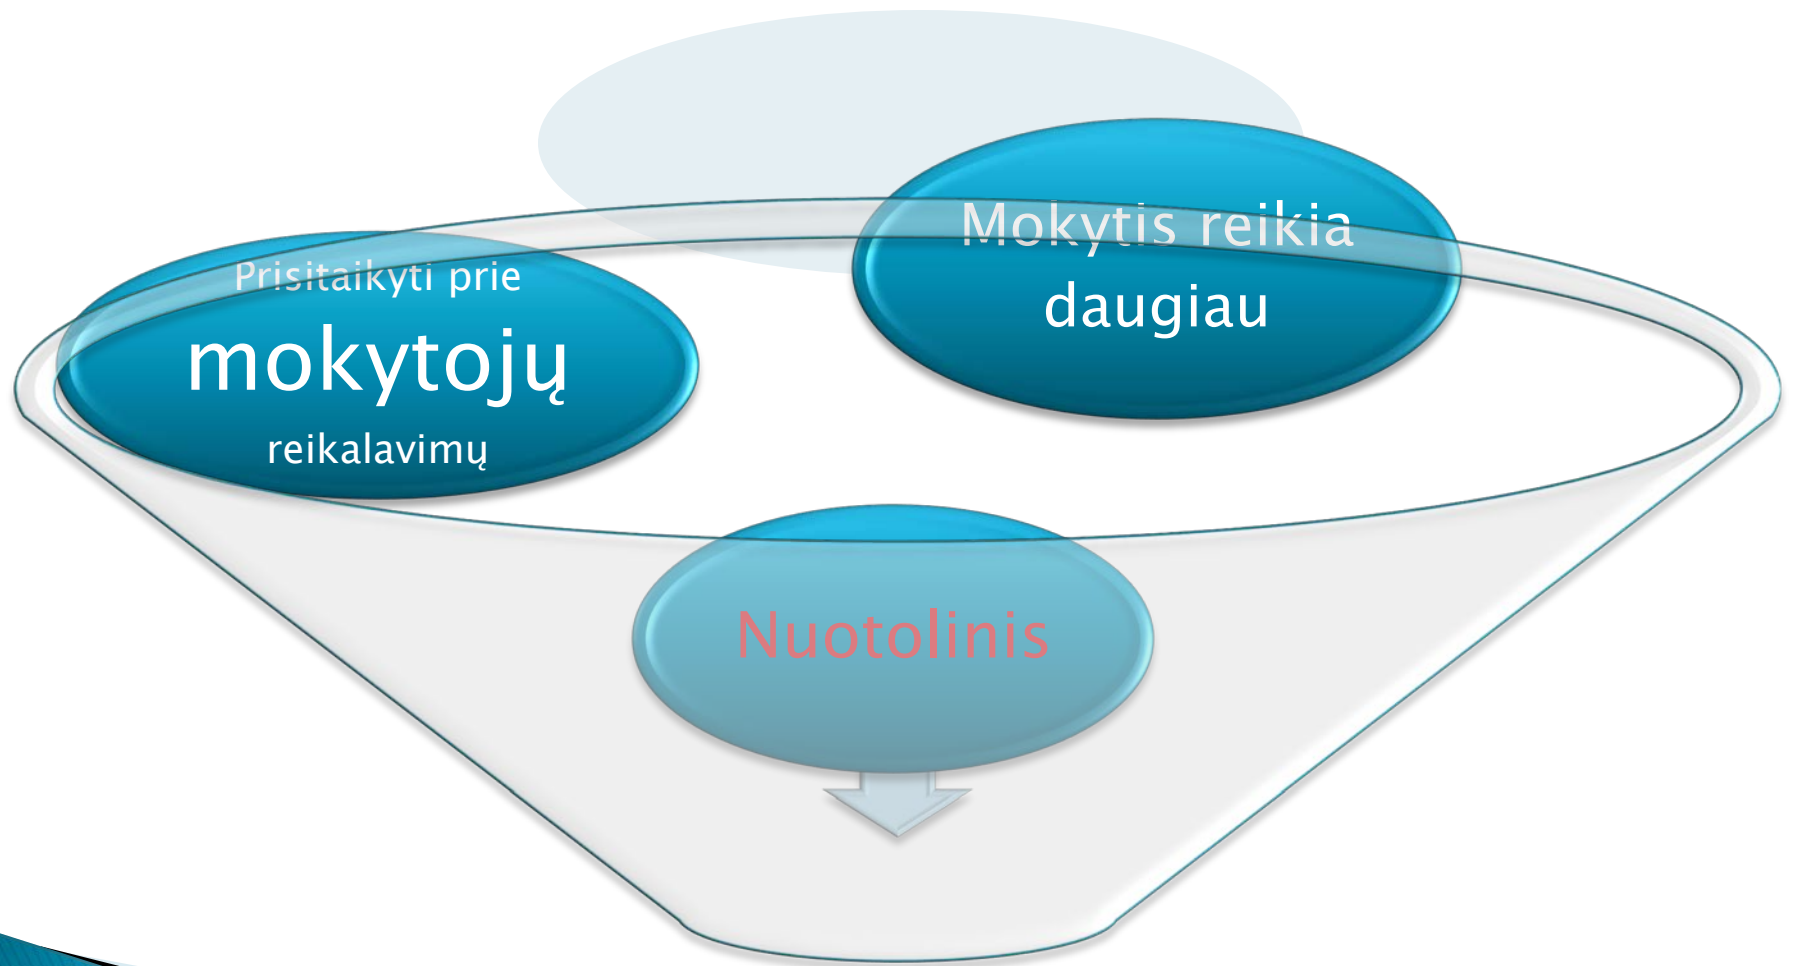 Prisitaikyti prie
mokytojų
reikalavimų
Mokytis reikia
daugiau
Nuotolinis